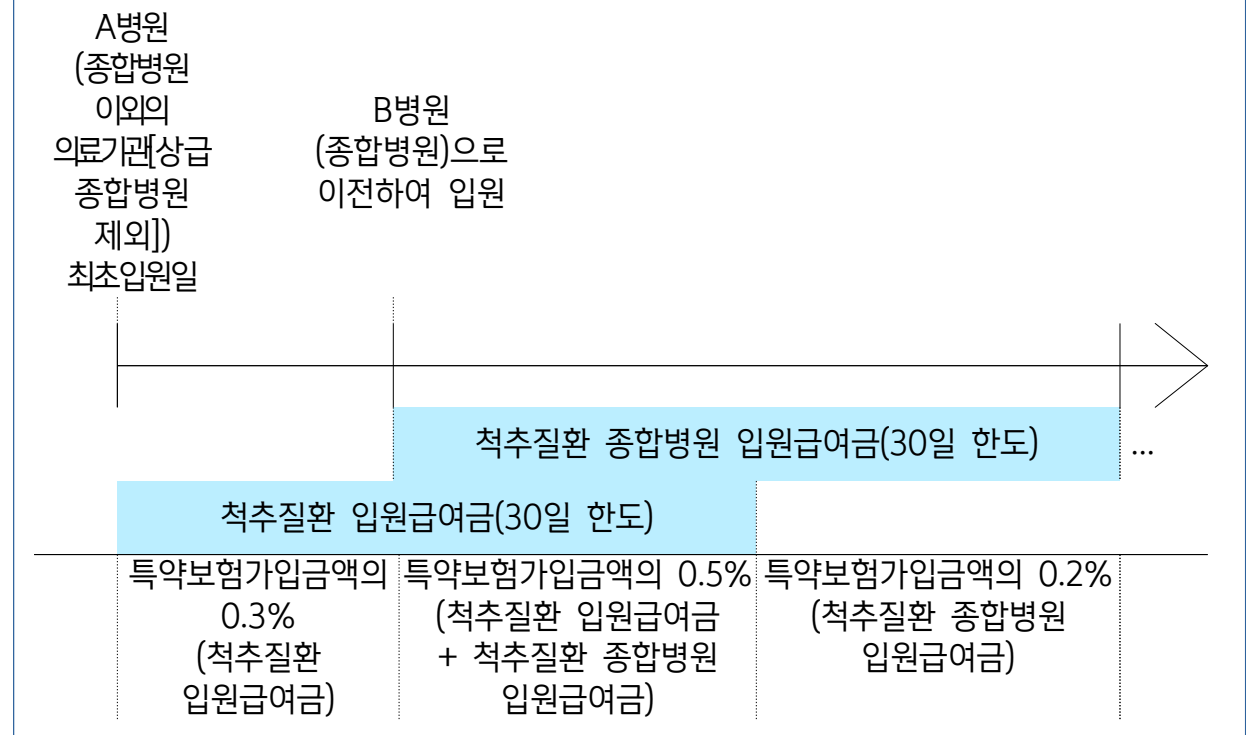 A병원
(종합병원
이외의
의료기관[상급
종합병원
제외])
최초입원일
B병원
(종합병원)으로
이전하여 입원
척추질환 종합병원 입원급여금(30일 한도)
...
척추질환 입원급여금(30일 한도)
특약보험가입금액의
0.3%
(척추질환
입원급여금)
특약보험가입금액의 0.5%
(척추질환 입원급여금
+ 척추질환 종합병원
입원급여금)
특약보험가입금액의 0.2%
(척추질환 종합병원
입원급여금)